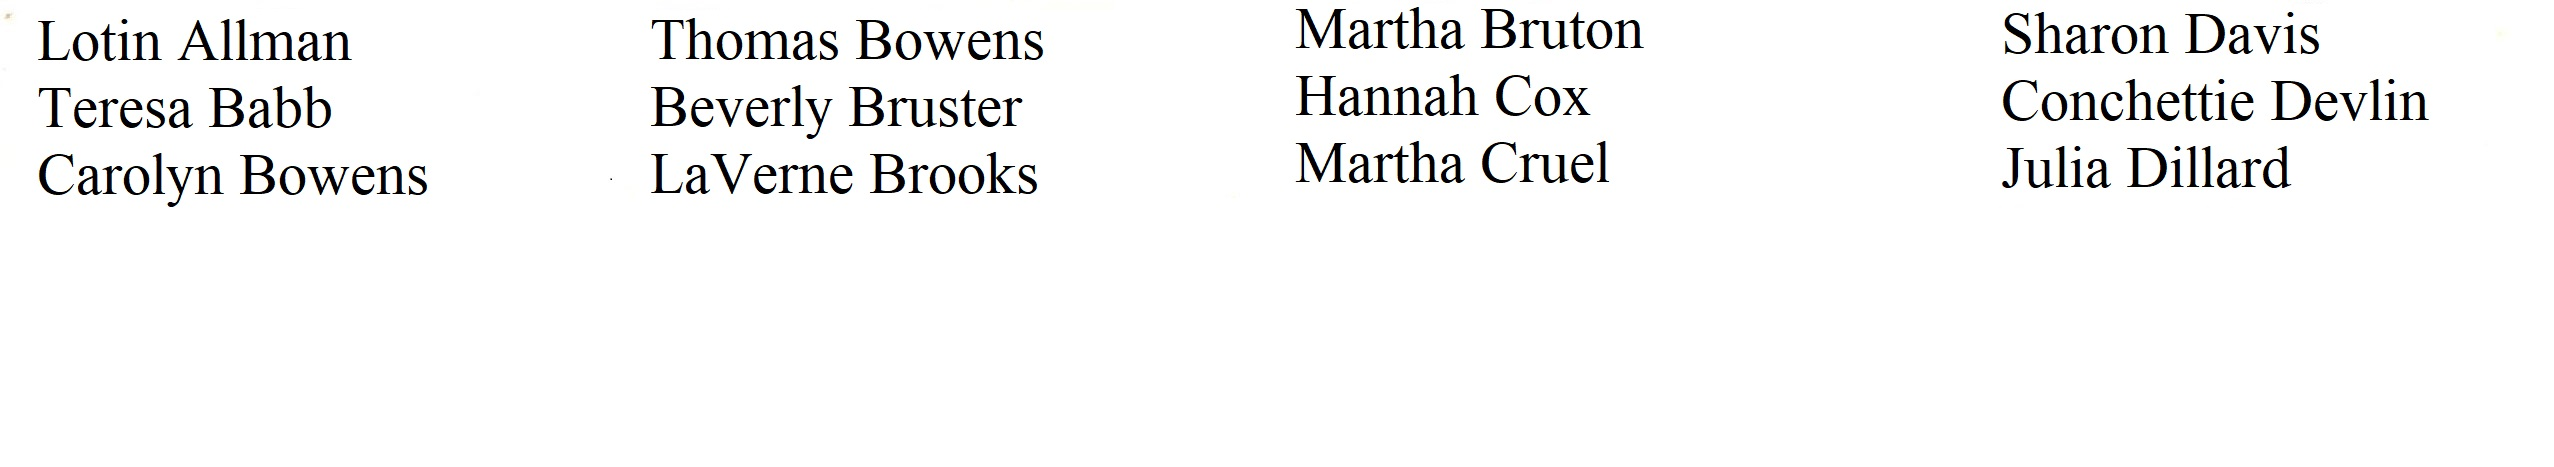 Lotin Allman
Teresa Babb
Carolyn Bowens
Thomas Bowens
Beverly Bruster
LaVerne Brooks
Martha Bruton
Hannah Cox
Martha Cruel
Sharon Davis
Conchettie Devlin
Julia Dillard